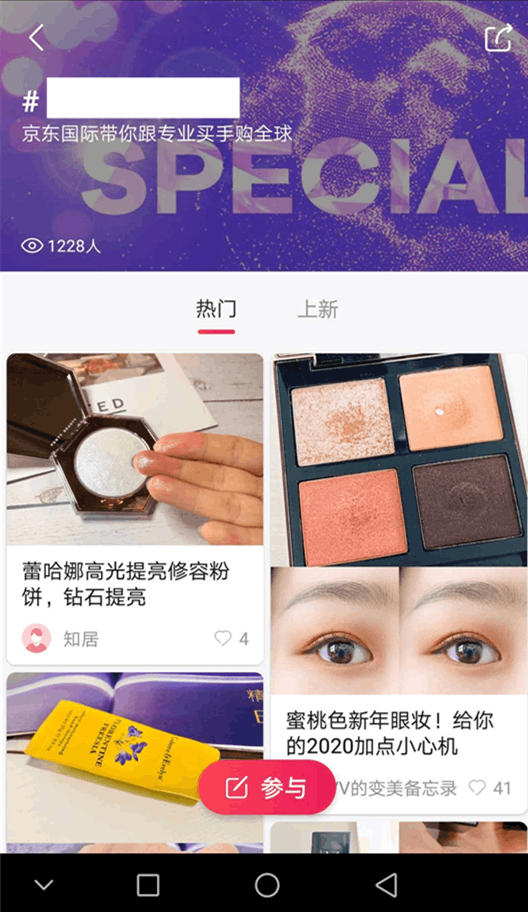 #
京东国际带你跟专业买手购全球
SPECIAL
1228人
热门
上新
ED
蕾哈娜高光提亮修容粉
饼，钻石提亮
知居
4
蜜桃色新年眼妆！给你
的2020加点小心机
V的变美备忘录
41
精
FLORENTINE
FREESIA
Crabtree & Evelyn
参与